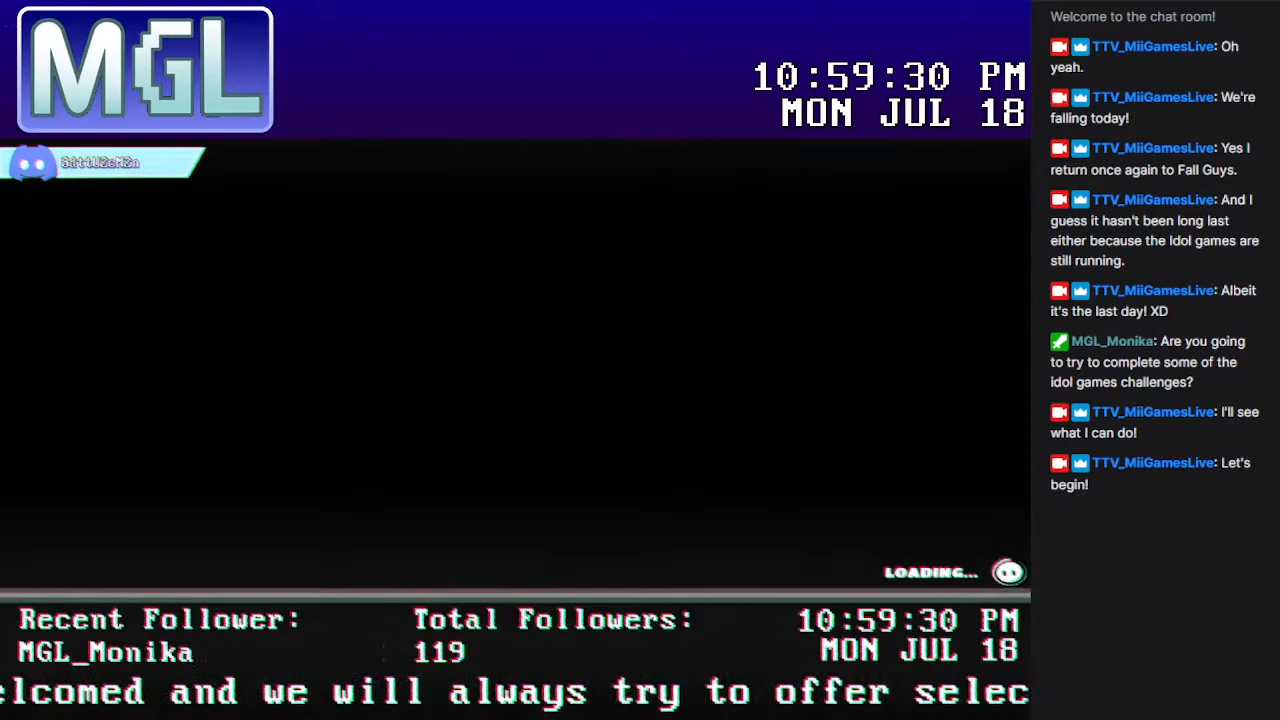 MGL
10:59:30 PM
MON JUL 18
LOADING...
Recent Follower:
MGL_Monika
Total Followers:
119
10:59:30 PM
MON JUL 18
elcomed and we will always try to offer selec
Welcome to the chat room!
TTV_MiiGamesLive: Oh
yeah.
TTV_MiiGamesLive: We're
falling today!
TTV_MiiGamesLive: Yes I
return once again to Fall Guys.
TTV_MiiGamesLive: And I
guess it hasn't been long last
either because the Idol games are
still running.
TTV_MiiGamesLive: Albeit
it's the last day! XD
MGL_Monika: Are you going
to try to complete some of the
idol games challenges?
TTV_MiiGamesLive: I'll see
what I can do!
TTV_MiiGamesLive: Let's
begin!